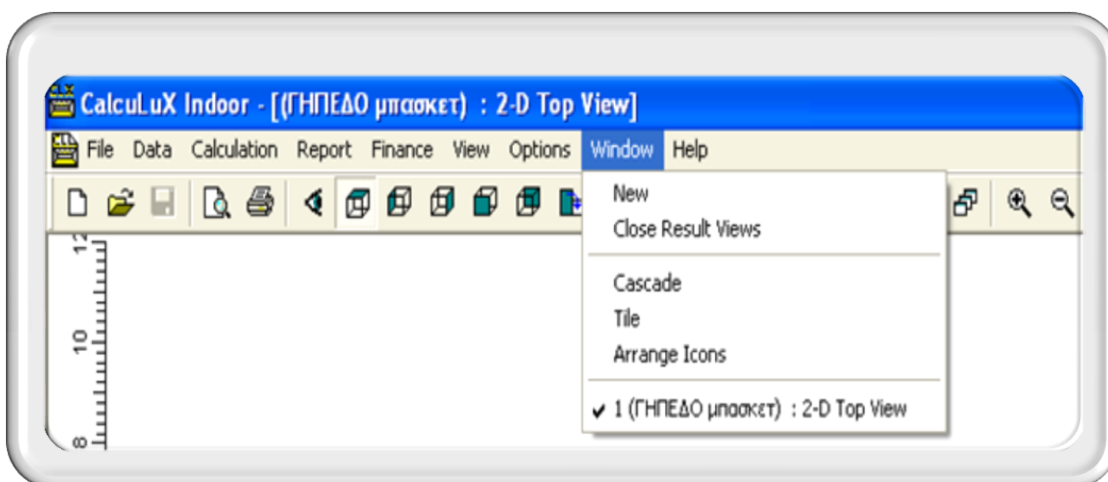 CalcuLuX Indoor - [(ΓΗΠΕΔΟ μπασκετ) : 2-D Top View]
File Data Calculation Report Finance View Options Window Help
New
Close Result Views
Cascade
Tile
Arrange Icons
1 (ΓΗΠΕΔΟ μπασκετ) : 2-D Top View
12
10
8